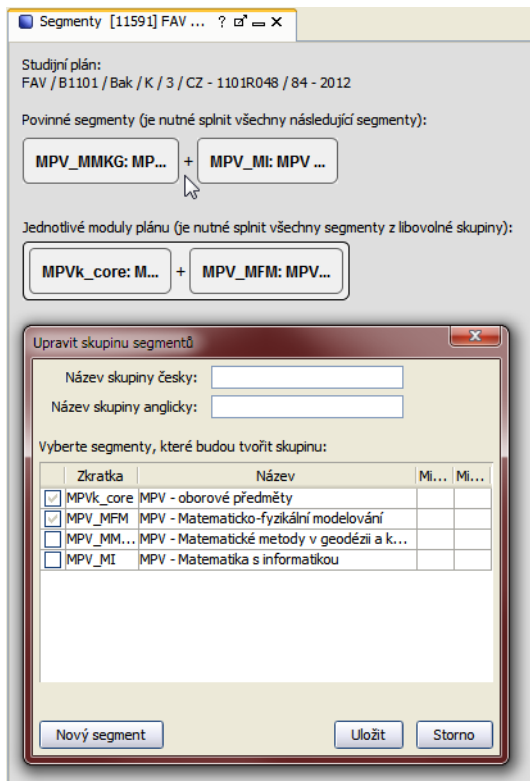 Segmenty [11591] FAV ... ?
Studijní plán:
FAV / B1101 / Bak / K / 3 / CZ - 1101R048 / 84 - 2012
Povinné segmenty (je nutné splnit všechny následující segmenty):
MPV_MMKG: MP... + MPV_MI: MPV ...
Jednotlivé moduly plánu (je nutné splnit všechny segmenty z libovolné skupiny):
MPVk_core: M... + MPV_MFM: MPV...
Upravit skupinu segmentů
Název skupiny česky:
Název skupiny anglicky:
Vyberte segmenty, které budou tvořit skupinu:
Zkratka Název Mi... Mi...
MPVk_core MPV - oborové předměty
MPV_MFM MPV - Matematicko-fyzikální modelování
MPV_MM... MPV - Matematické metody v geodézii a k...
MPV_MI MPV - Matematika s informatikou
Nový segment Uložit Storno